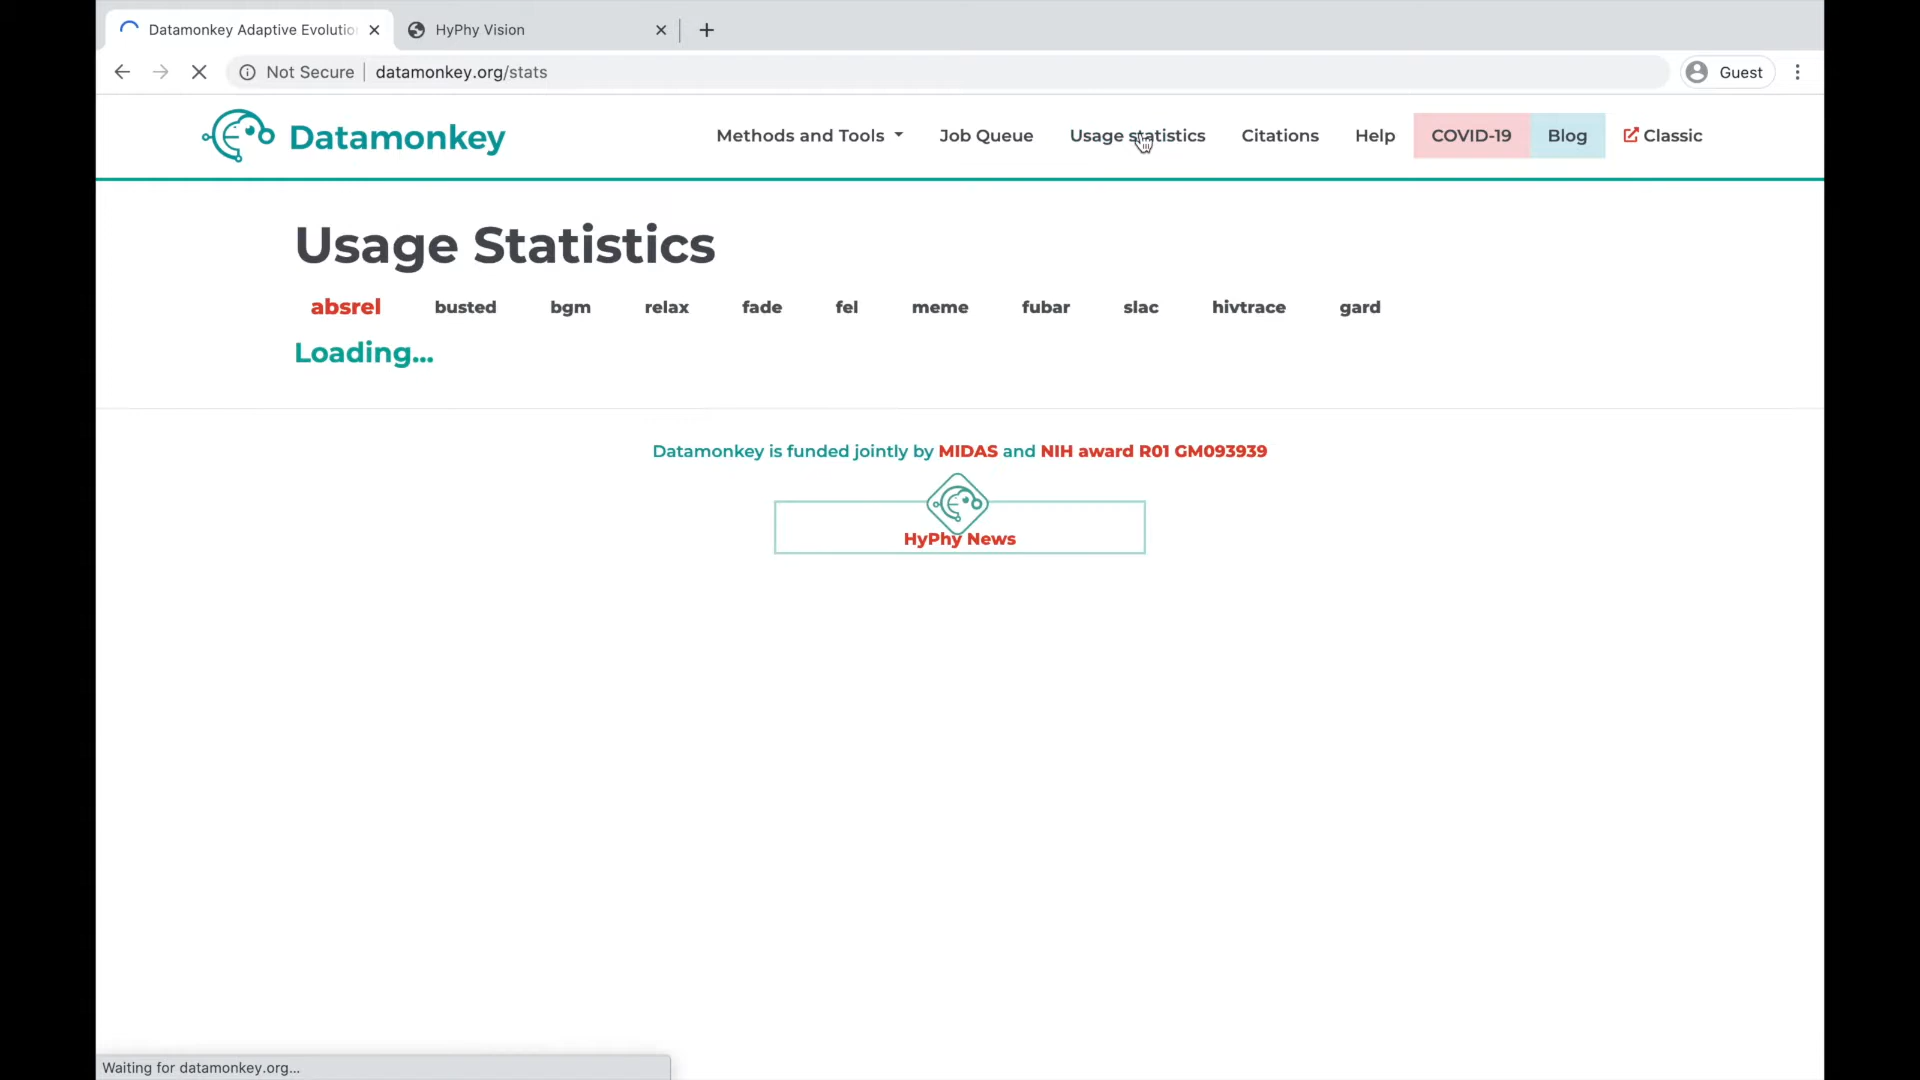 Datamonkey Adaptive Evolutio
HyPhy Vision
Not Secure
datamonkey.org/stats
Guest
Datamonkey
Methods and Tools
Job Queue
Usage statistics
Citations
Help
COVID-19
Blog
Classic
Usage Statistics
absrel busted bgm relax fade fel meme fubar slac hivtrace gard
Loading...
Datamonkey is funded jointly by MIDAS and NIH award R01 GM093939
HyPhy News
Waiting for datamonkey.org...